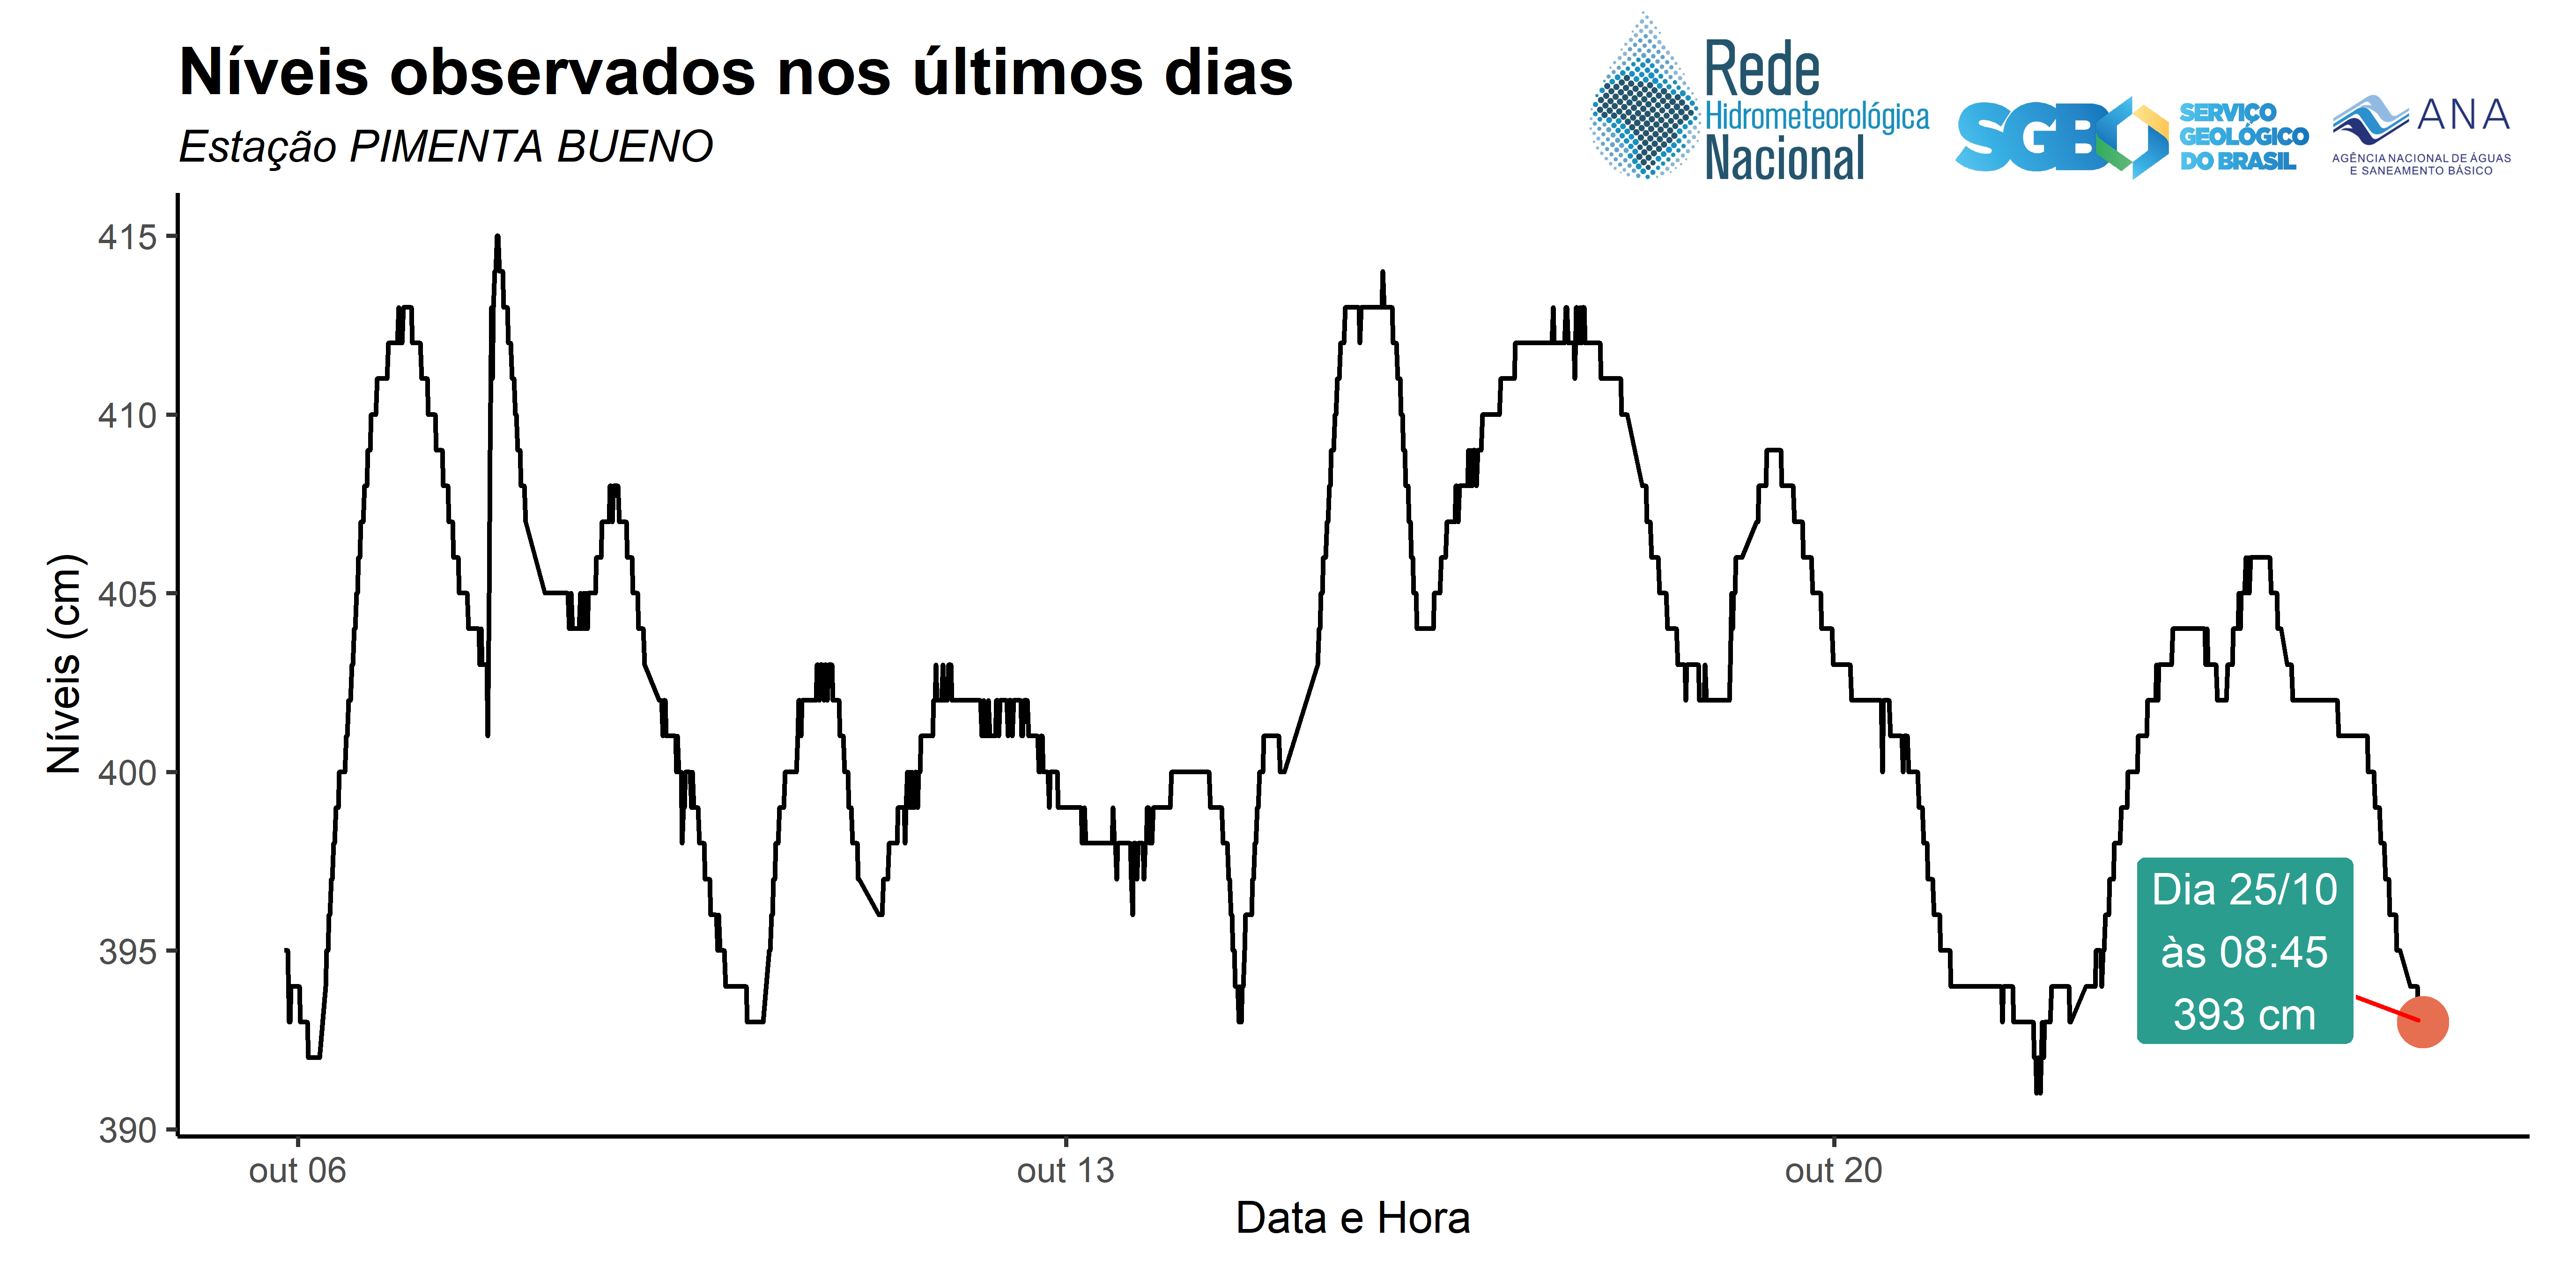 Níveis observados nos últimos dias
Estação PIMENTA BUENO
Rede
Hidrometeorológica
Nacional
SGB
SERVIÇO
GEOLÓGICO
DO BRASIL
ANA
AGÊNCIA NACIONAL DE ÁGUAS
E SANEAMENTO BÁSICO
Níveis (cm)
415
410
405
400
395
390
Dia 25/10
às 08:45
393 cm
out 06
out 13
out 20
Data e Hora